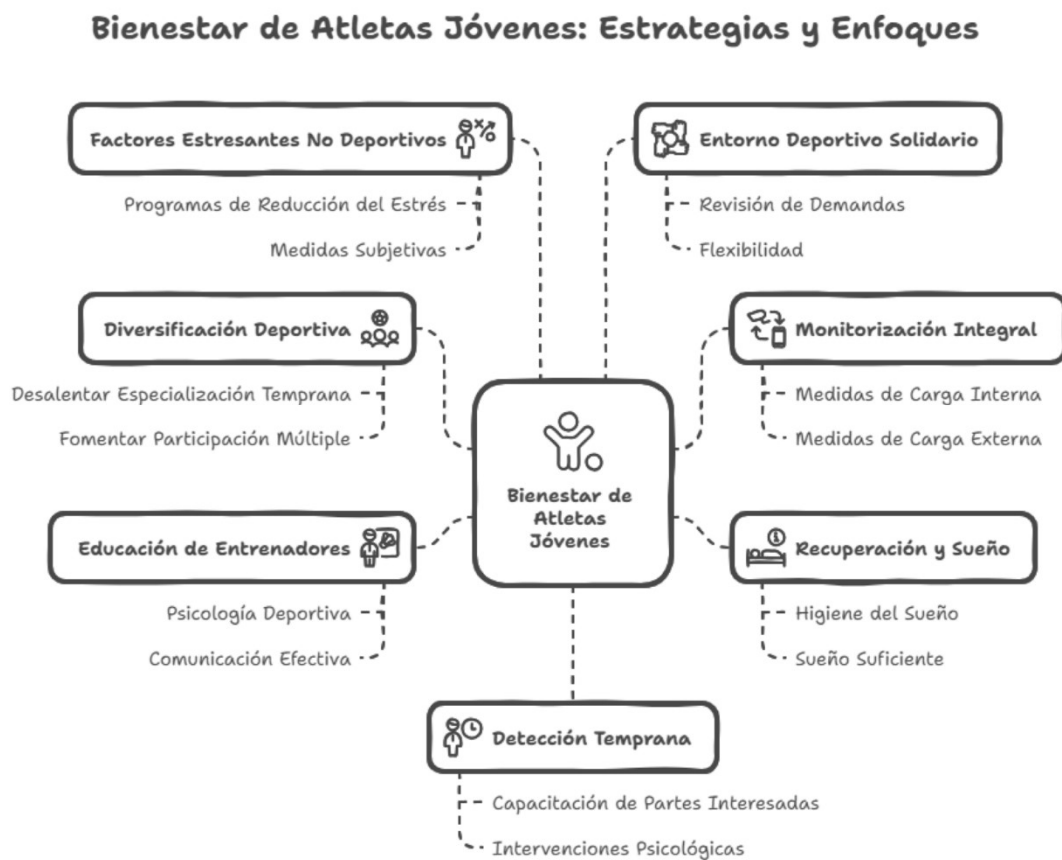 Bienestar de Atletas Jóvenes: Estrategias y Enfoques
Factores Estresantes No Deportivos
Programas de Reducción del Estrés
Medidas Subjetivas
Entorno Deportivo Solidario
Revisión de Demandas
Flexibilidad
Diversificación Deportiva
Desalentar Especialización Temprana
Fomentar Participación Múltiple
Monitorización Integral
Medidas de Carga Interna
Medidas de Carga Externa
Bienestar de
Atletas
Jóvenes
Educación de Entrenadores
Psicología Deportiva
Comunicación Efectiva
Recuperación y Sueño
Higiene del Sueño
Sueño Suficiente
Detección Temprana
Capacitación de Partes Interesadas
Intervenciones Psicológicas